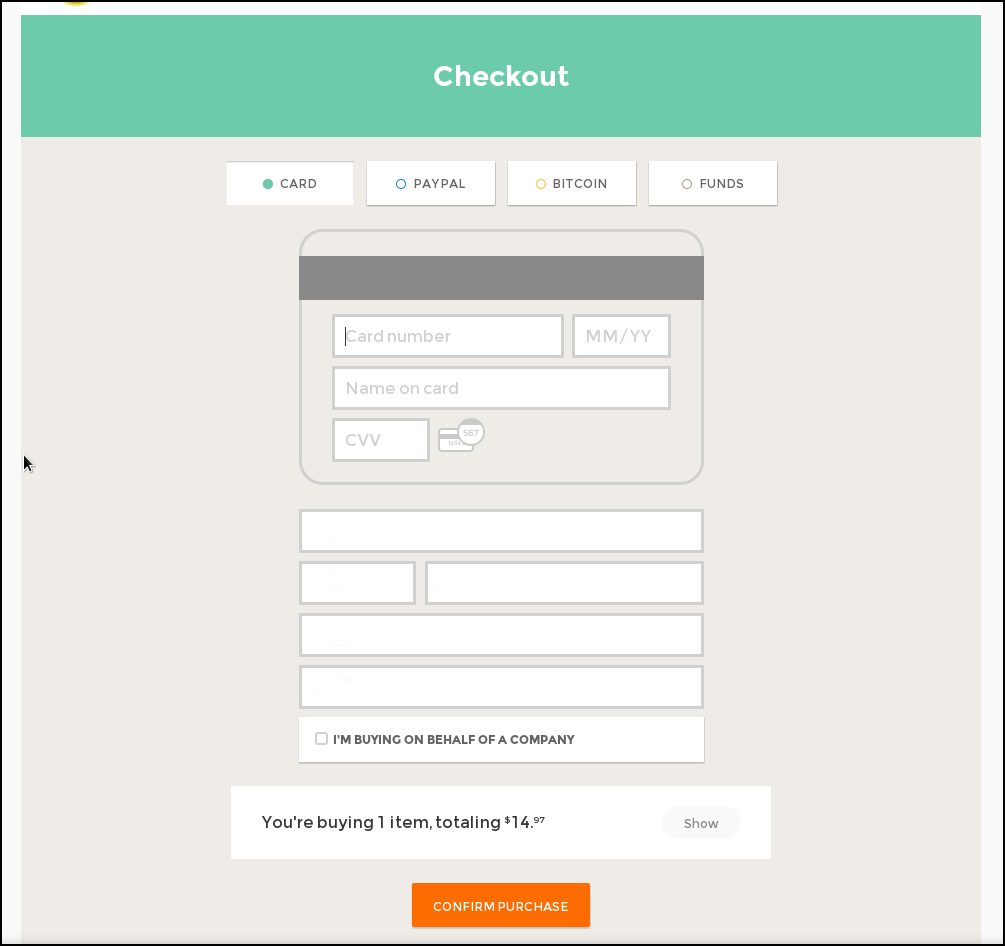 Checkout
CARD PAYPAL BITCOIN FUNDS
Card number MM/YY
Name on card
CVV 1234 567
I'M BUYING ON BEHALF OF A COMPANY
You're buying 1 item, totaling $14.97 Show
CONFIRM PURCHASE